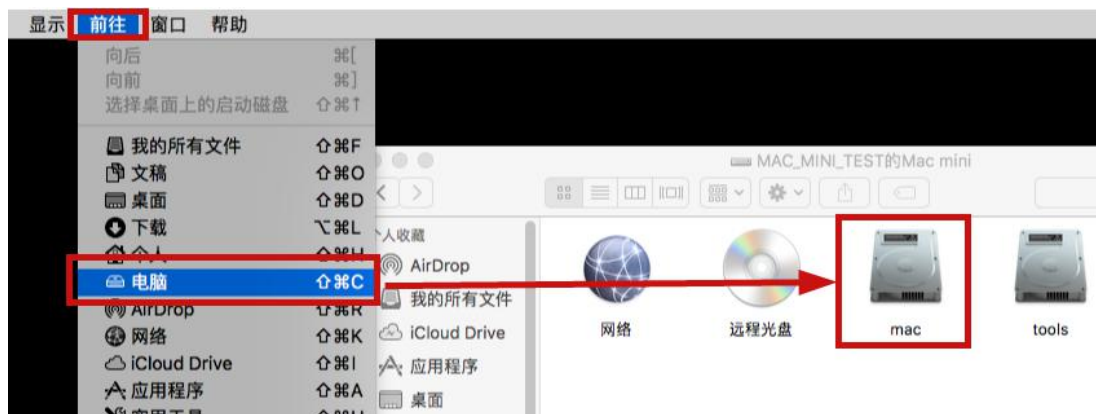 显示 前往 窗口 帮助
向后 ⌘[
向前 ⌘]
选择桌面上的启动磁盘 ⇧⌘↑
我的所有文件 ⇧⌘F
文稿 ⇧⌘O
桌面 ⇧⌘D
下载 ⌥⌘L
个人 ⇧⌘H
电脑 ⇧⌘C
AirDrop ⇧⌘R
网络 ⇧⌘K
iCloud Drive ⇧⌘I
应用程序 ⇧⌘A
MAC_MINI_TEST的Mac mini
个人收藏
AirDrop
我的所有文件
iCloud Drive
应用程序
桌面
网络
远程光盘
mac
tools